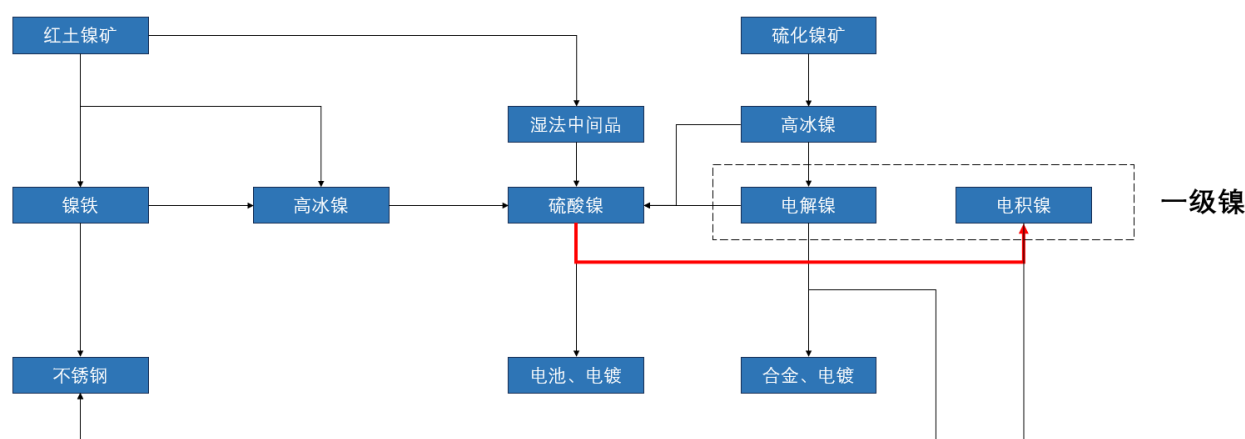 红土镍矿
硫化镍矿
湿法中间品
高冰镍
镍铁
高冰镍
硫酸镍
电解镍
电积镍
一级镍
不锈钢
电池、电镀
合金、电镀